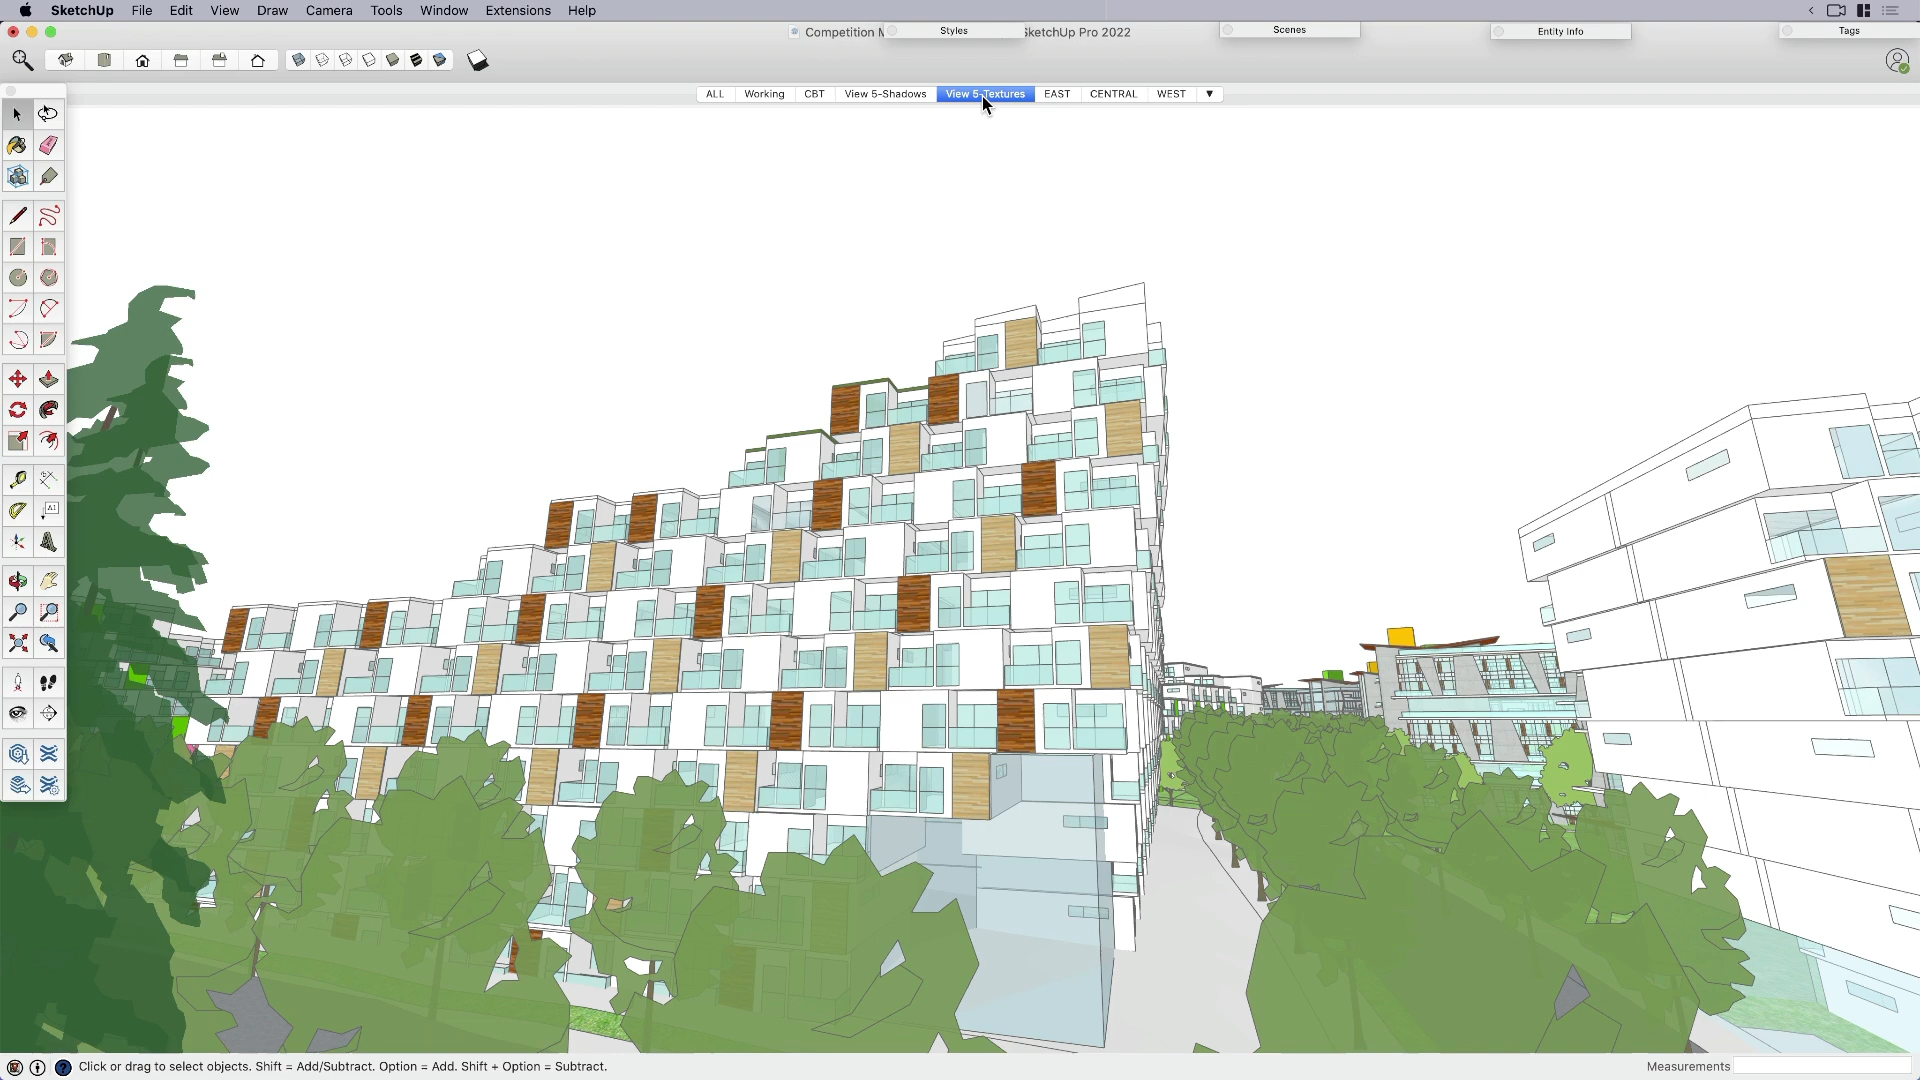 SketchUp File Edit View Draw Camera Tools Window Extensions Help
Competition M
Styles
SketchUp Pro 2022
Scenes
Entity Info
Tags
ALL Working CBT View 5-Shadows View 5-Textures EAST CENTRAL WEST
A1
Click or drag to select objects. Shift = Add/Subtract. Option = Add. Shift + Option = Subtract.
Measurements